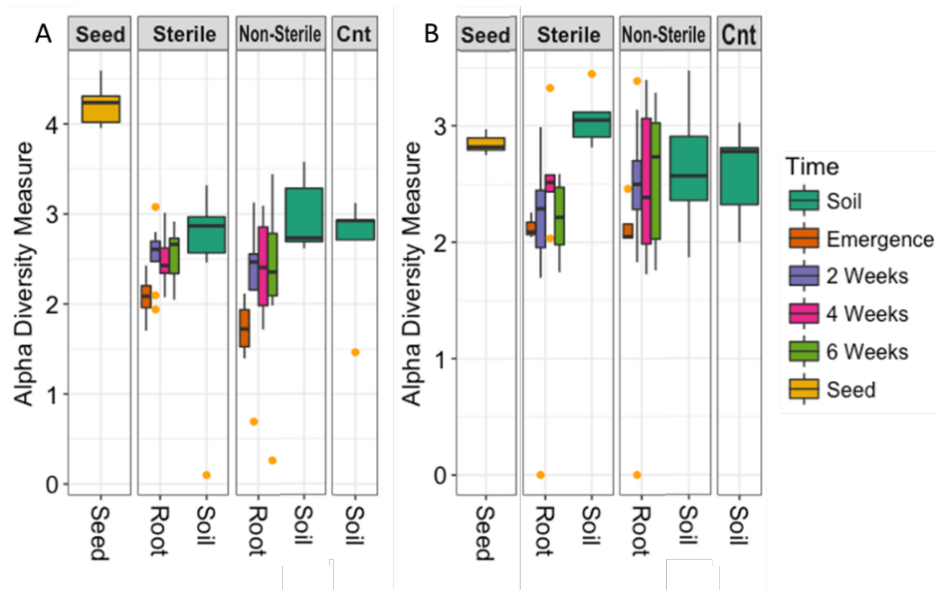 A
Seed
Sterile
Non-Sterile
Cnt
Alpha Diversity Measure
4
3
2
1
0
Seed
Root
Soil
Root
Soil
Soil
B
Seed
Sterile
Non-Sterile
Cnt
Alpha Diversity Measure
3
2
1
0
Seed
Root
Soil
Root
Soil
Soil
Time
Soil
Emergence
2 Weeks
4 Weeks
6 Weeks
Seed